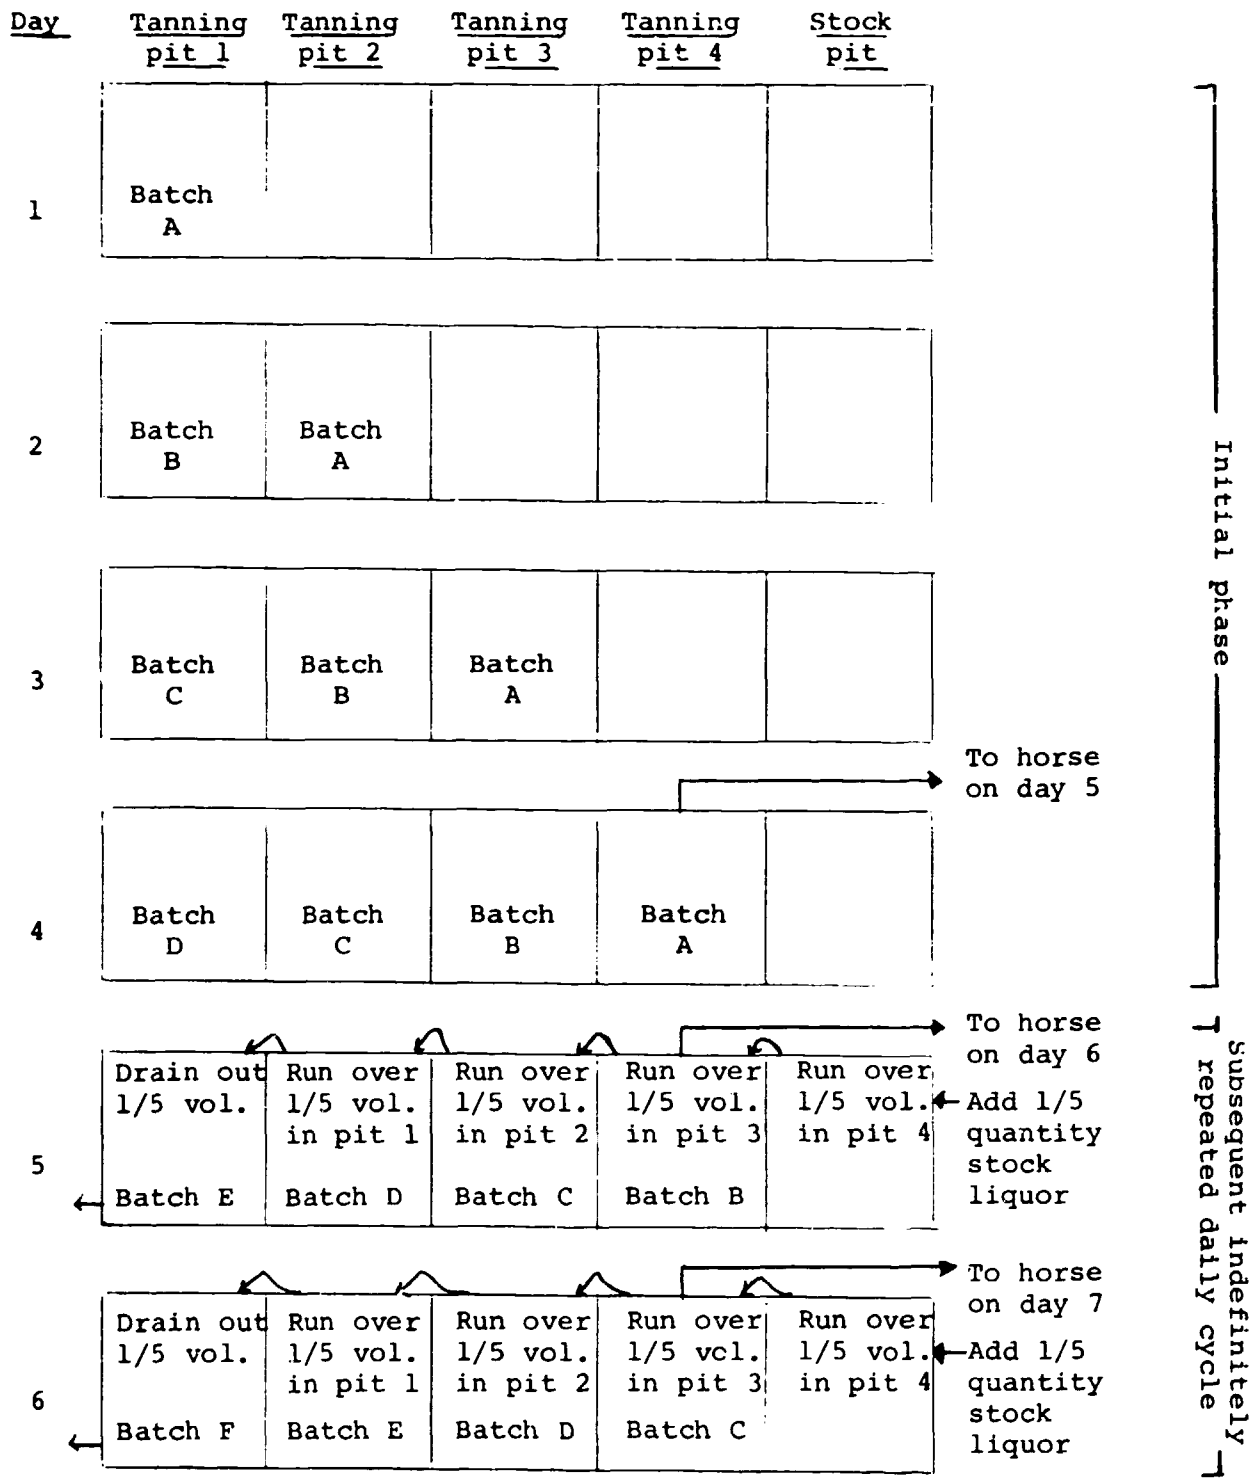 Day Tanning Tanning Tanning Tanning Stock
pit 1 pit 2 pit 3 pit 4 pit
1
Batch
A
2
Batch Batch
B A
3
Batch Batch Batch
C B A
To horse
on day 5
4
Batch Batch Batch Batch
D C B A
Initial phase
To horse
on day 6
5
Drain out Run over Run over Run over Run over
1/5 vol. 1/5 vol. 1/5 vol. 1/5 vol. 1/5 vol. Add 1/5
in pit 1 in pit 2 in pit 3 in pit 4 quantity
stock
Batch E Batch D Batch C Batch B liquor
To horse
on day 7
6
Drain out Run over Run over Run over Run over
1/5 vol. 1/5 vol. 1/5 vol. 1/5 vol. 1/5 vol. Add 1/5
in pit 1 in pit 2 in pit 3 in pit 4 quantity
stock
Batch F Batch E Batch D Batch C liquor
Subsequent indefinitely
repeated daily cycle